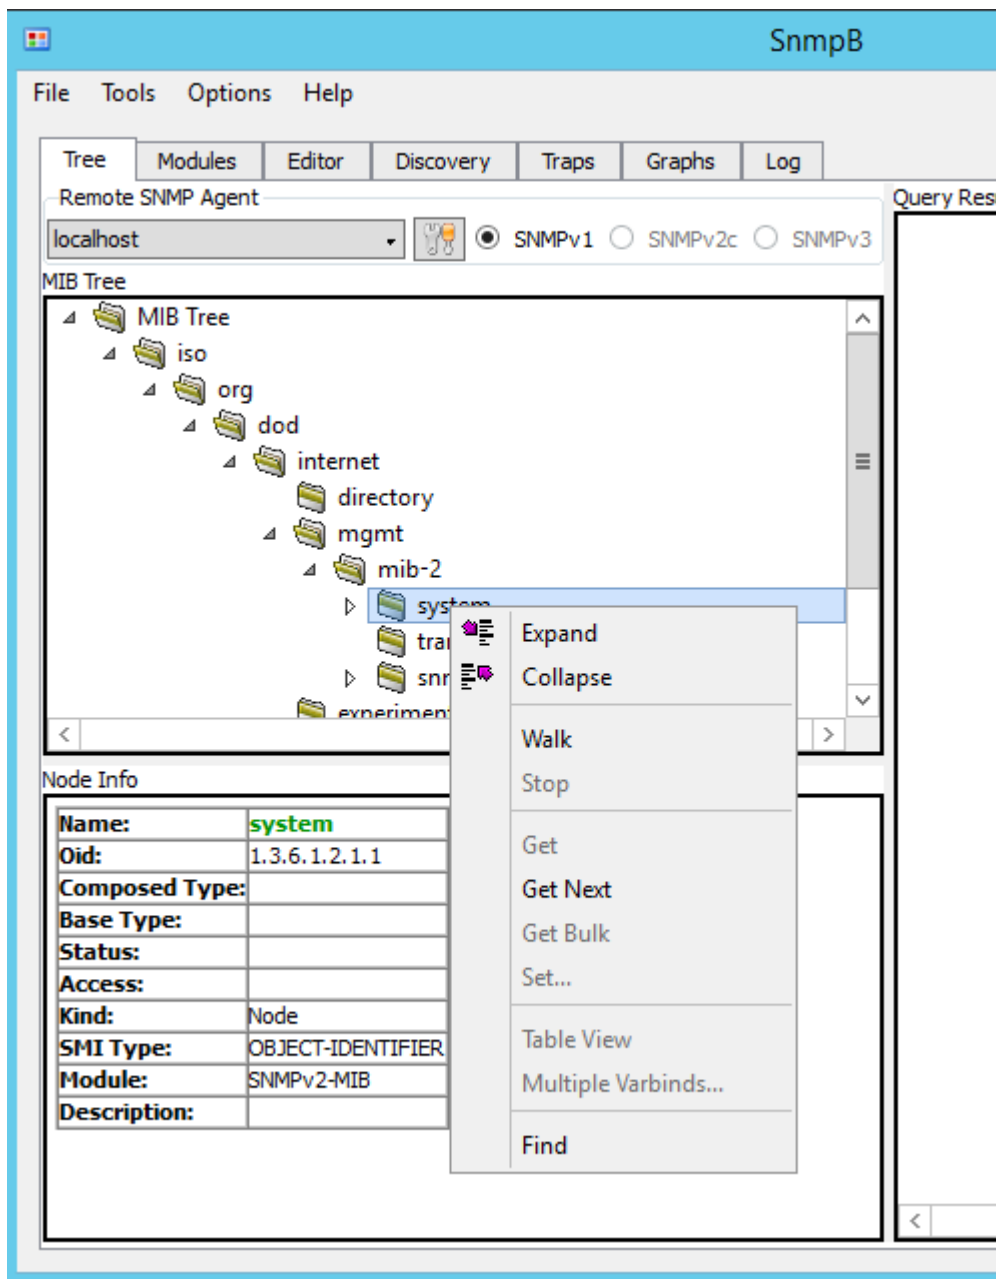 SnmpB
File Tools Options Help
Tree Modules Editor Discovery Traps Graphs Log
Remote SNMP Agent
Query
localhost SNMPv1 SNMPv2c SNMPv3
MIB Tree
MIB Tree
iso
org
dod
internet
directory
mgmt
mib-2
system
Expand
Collapse
Walk
Stop
Get
Get Next
Get Bulk
Set...
Table View
Multiple Varbinds...
Find
Node Info
Name: system
Oid: 1.3.6.1.2.1.1
Composed Type:
Base Type:
Status:
Access:
Kind: Node
SMI Type: OBJECT-IDENTIFIER
Module: SNMPv2-MIB
Description: